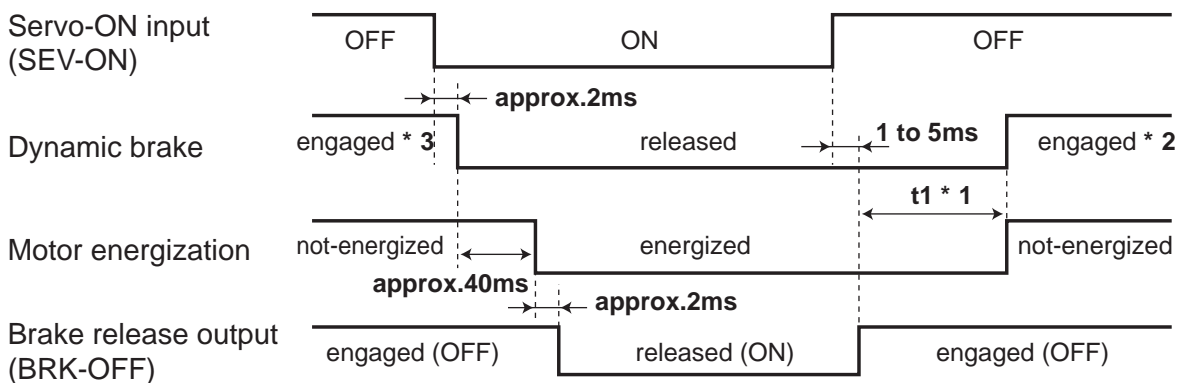 Servo-ON input
(SEV-ON)
OFF
ON
OFF
approx.2ms
Dynamic brake
engaged * 3
released
1 to 5ms
engaged * 2
t1 * 1
Motor energization
not-energized
energized
not-energized
approx.40ms
approx.2ms
Brake release output
(BRK-OFF)
engaged (OFF)
released (ON)
engaged (OFF)